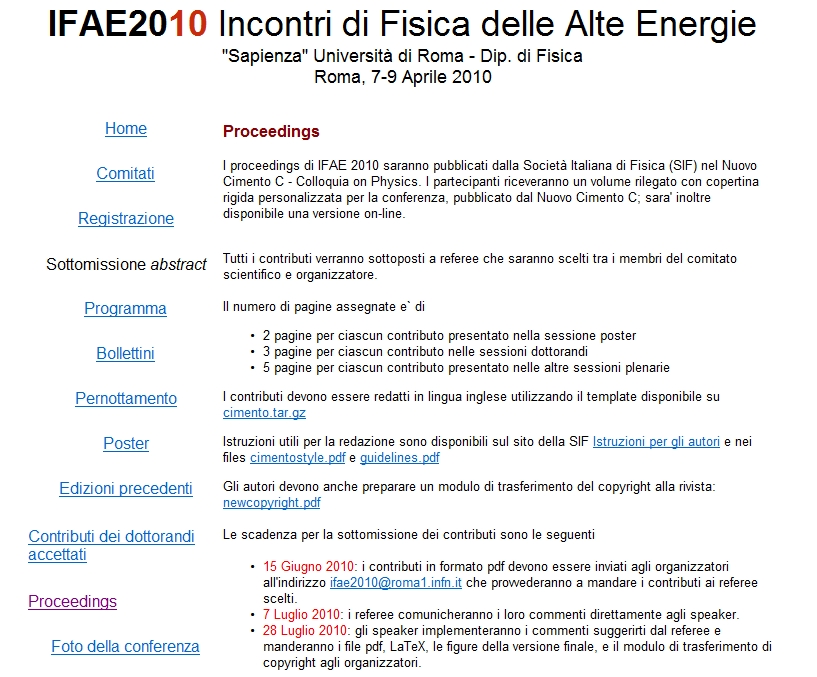 IFAE2010 Incontri di Fisica delle Alte Energie
"Sapienza" Università di Roma - Dip. di Fisica
Roma, 7-9 Aprile 2010
Home
Comitati
Registrazione
Sottomissione abstract
Programma
Bollettini
Pernottamento
Poster
Edizioni precedenti
Contributi dei dottorandi
accettati
Proceedings
Foto della conferenza
Proceedings
I proceedings di IFAE 2010 saranno pubblicati dalla Società Italiana di Fisica (SIF) nel Nuovo
Cimento C - Colloquia on Physics. I partecipanti riceveranno un volume rilegato con copertina
rigida personalizzata per la conferenza, pubblicato dal Nuovo Cimento C; sara' inoltre
disponibile una versione on-line.
Tutti i contributi verranno sottoposti a referee che saranno scelti tra i membri del comitato
scientifico e organizzatore.
Il numero di pagine assegnate e` di
• 2 pagine per ciascun contributo presentato nella sessione poster
• 3 pagine per ciascun contributo nelle sessioni dottorandi
• 5 pagine per ciascun contributo presentato nelle altre sessioni plenarie
I contributi devono essere redatti in lingua inglese utilizzando il template disponibile su
cimento.tar.gz
Istruzioni utili per la redazione sono disponibili sul sito della SIF Istruzioni per gli autori e nei
files cimentostyle.pdf e guidelines.pdf
Gli autori devono anche preparare un modulo di trasferimento del copyright alla rivista:
newcopyright.pdf
Le scadenza per la sottomissione dei contributi sono le seguenti
• 15 Giugno 2010: i contributi in formato pdf devono essere inviati agli organizzatori
all'indirizzo ifae2010@roma1.infn.it che provvederanno a mandare i contributi ai referee
scelti.
• 7 Luglio 2010: i referee comunicheranno i loro commenti direttamente agli speaker.
• 28 Luglio 2010: gli speaker implementeranno i commenti suggerirti dal referee e
manderanno i file pdf, LaTeX, le figure della versione finale, e il modulo di trasferimento di
copyright agli organizzatori.